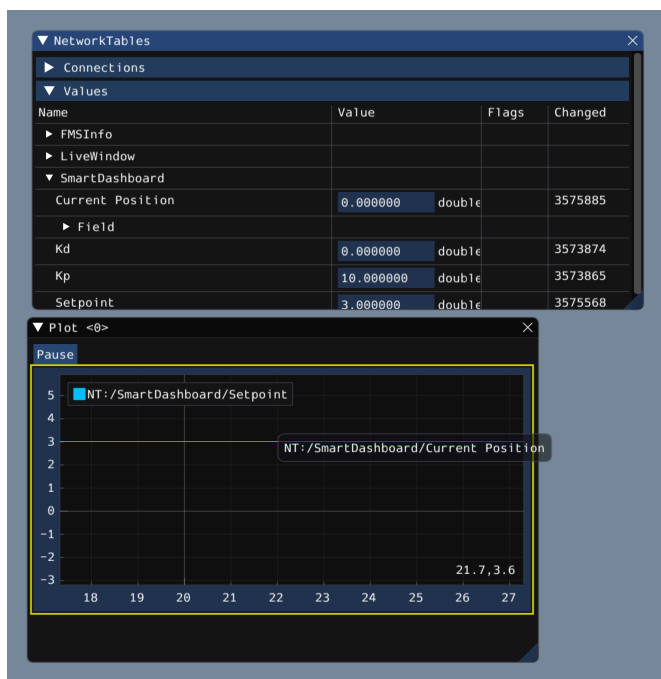 NetworkTables
Connections
Values
Name Value Flags Changed
FMSInfo
LiveWindow
SmartDashboard
Current Position 0.000000 double 3575885
Field
Kd 0.000000 double 3573874
Kp 10.000000 double 3573865
Setpoint 3.000000 double 3575568
Plot <0>
Pause
NT:/SmartDashboard/Setpoint
NT:/SmartDashboard/Current Position
5
4
3
2
1
0
-1
-2
-3
21.7,3.6
18 19 20 21 22 23 24 25 26 27